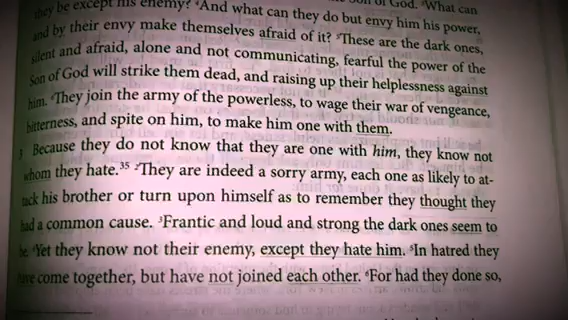 they be except his enemy? ⁴And what can they do but envy him his power, son of God. ³What can
and by their envy make themselves afraid of it? ⁵These are the dark ones,
silent and afraid, alone and not communicating, fearful the power of the
Son of God will strike them dead, and raising up their helplessness against
him. ⁶They join the army of the powerless, to wage their war of vengeance,
bitterness, and spite on him, to make him one with them.
3 Because they do not know that they are one with him, they know not
whom they hate.³⁵ ²They are indeed a sorry army, each one as likely to at-
tack his brother or turn upon himself as to remember they thought they
had a common cause. ³Frantic and loud and strong the dark ones seem to
be. ⁴Yet they know not their enemy, except they hate him. ⁵In hatred they
have come together, but have not joined each other. ⁶For had they done so,